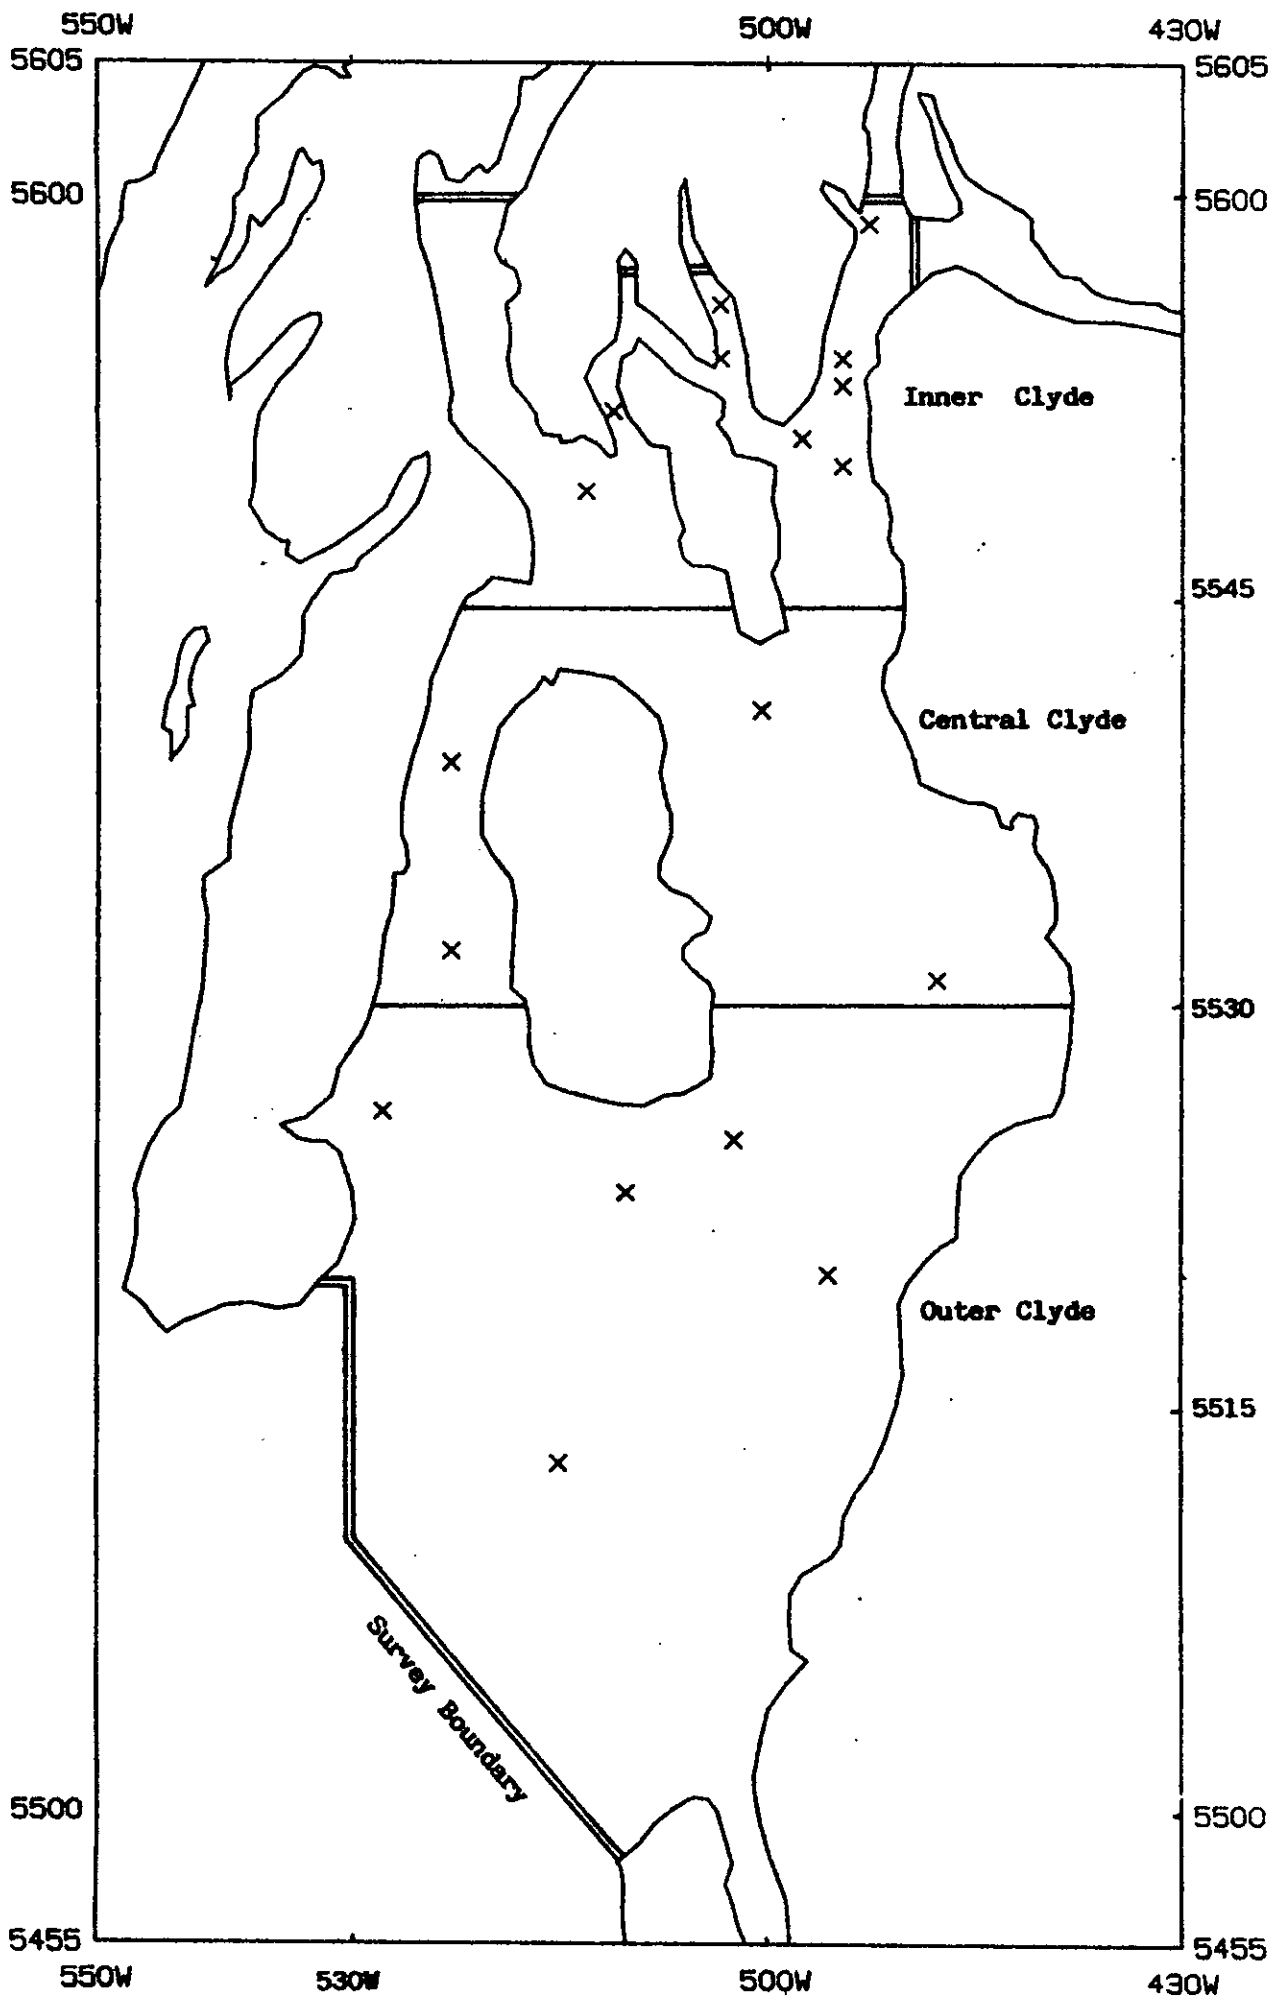 550W 500W 430W
5605 5605
5600 5600
Inner Clyde
5545
Central Clyde
5530
Outer Clyde
5515
Survey Boundary
5500 5500
5455 5455
550W 530W 500W 430W